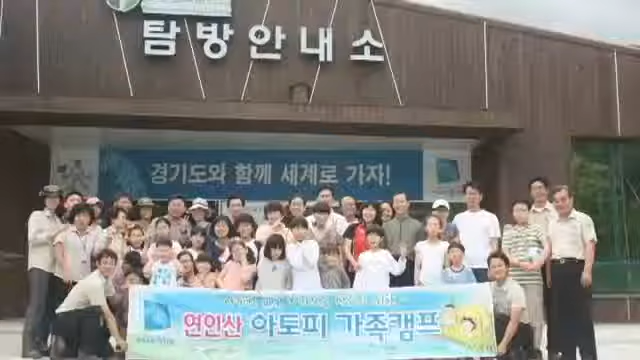 탐방안내소
경기도와 함께 세계로 가자!
연인산 아토피 가족캠프